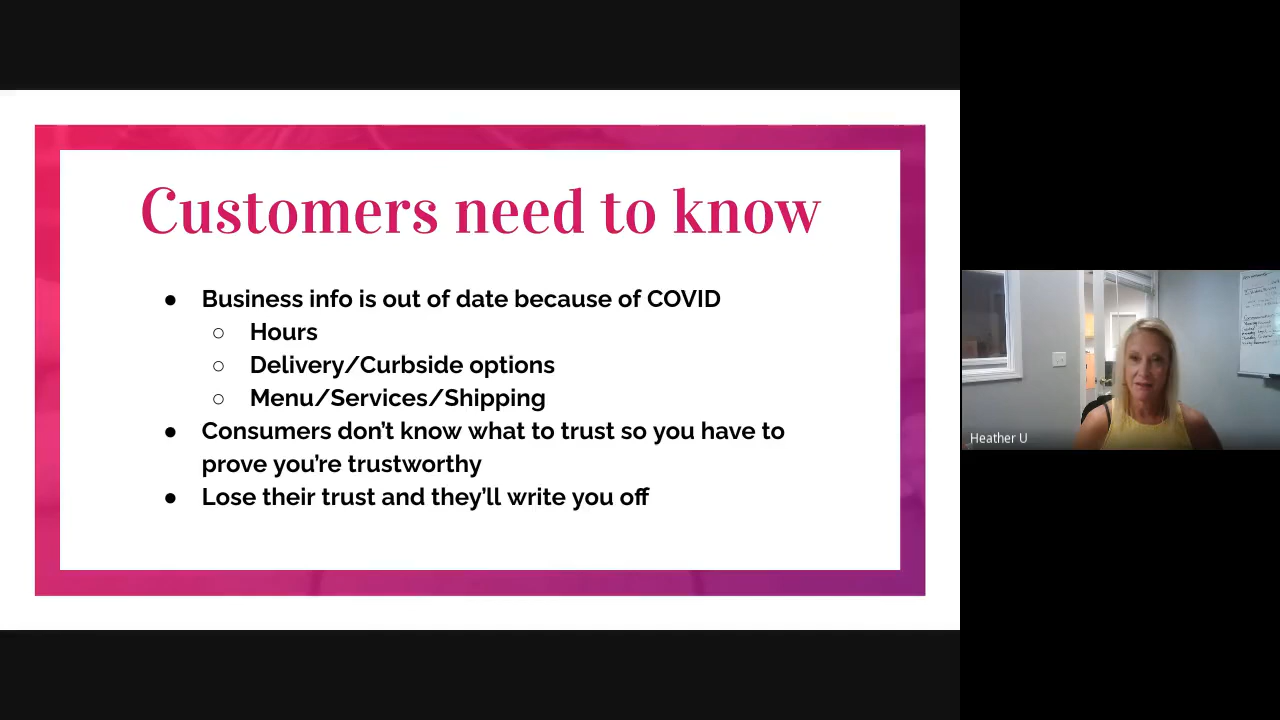 Customers need to know
● Business info is out of date because of COVID
○ Hours
○ Delivery/Curbside options
○ Menu/Services/Shipping
● Consumers don’t know what to trust so you have to
prove you’re trustworthy
● Lose their trust and they’ll write you off
Heather U